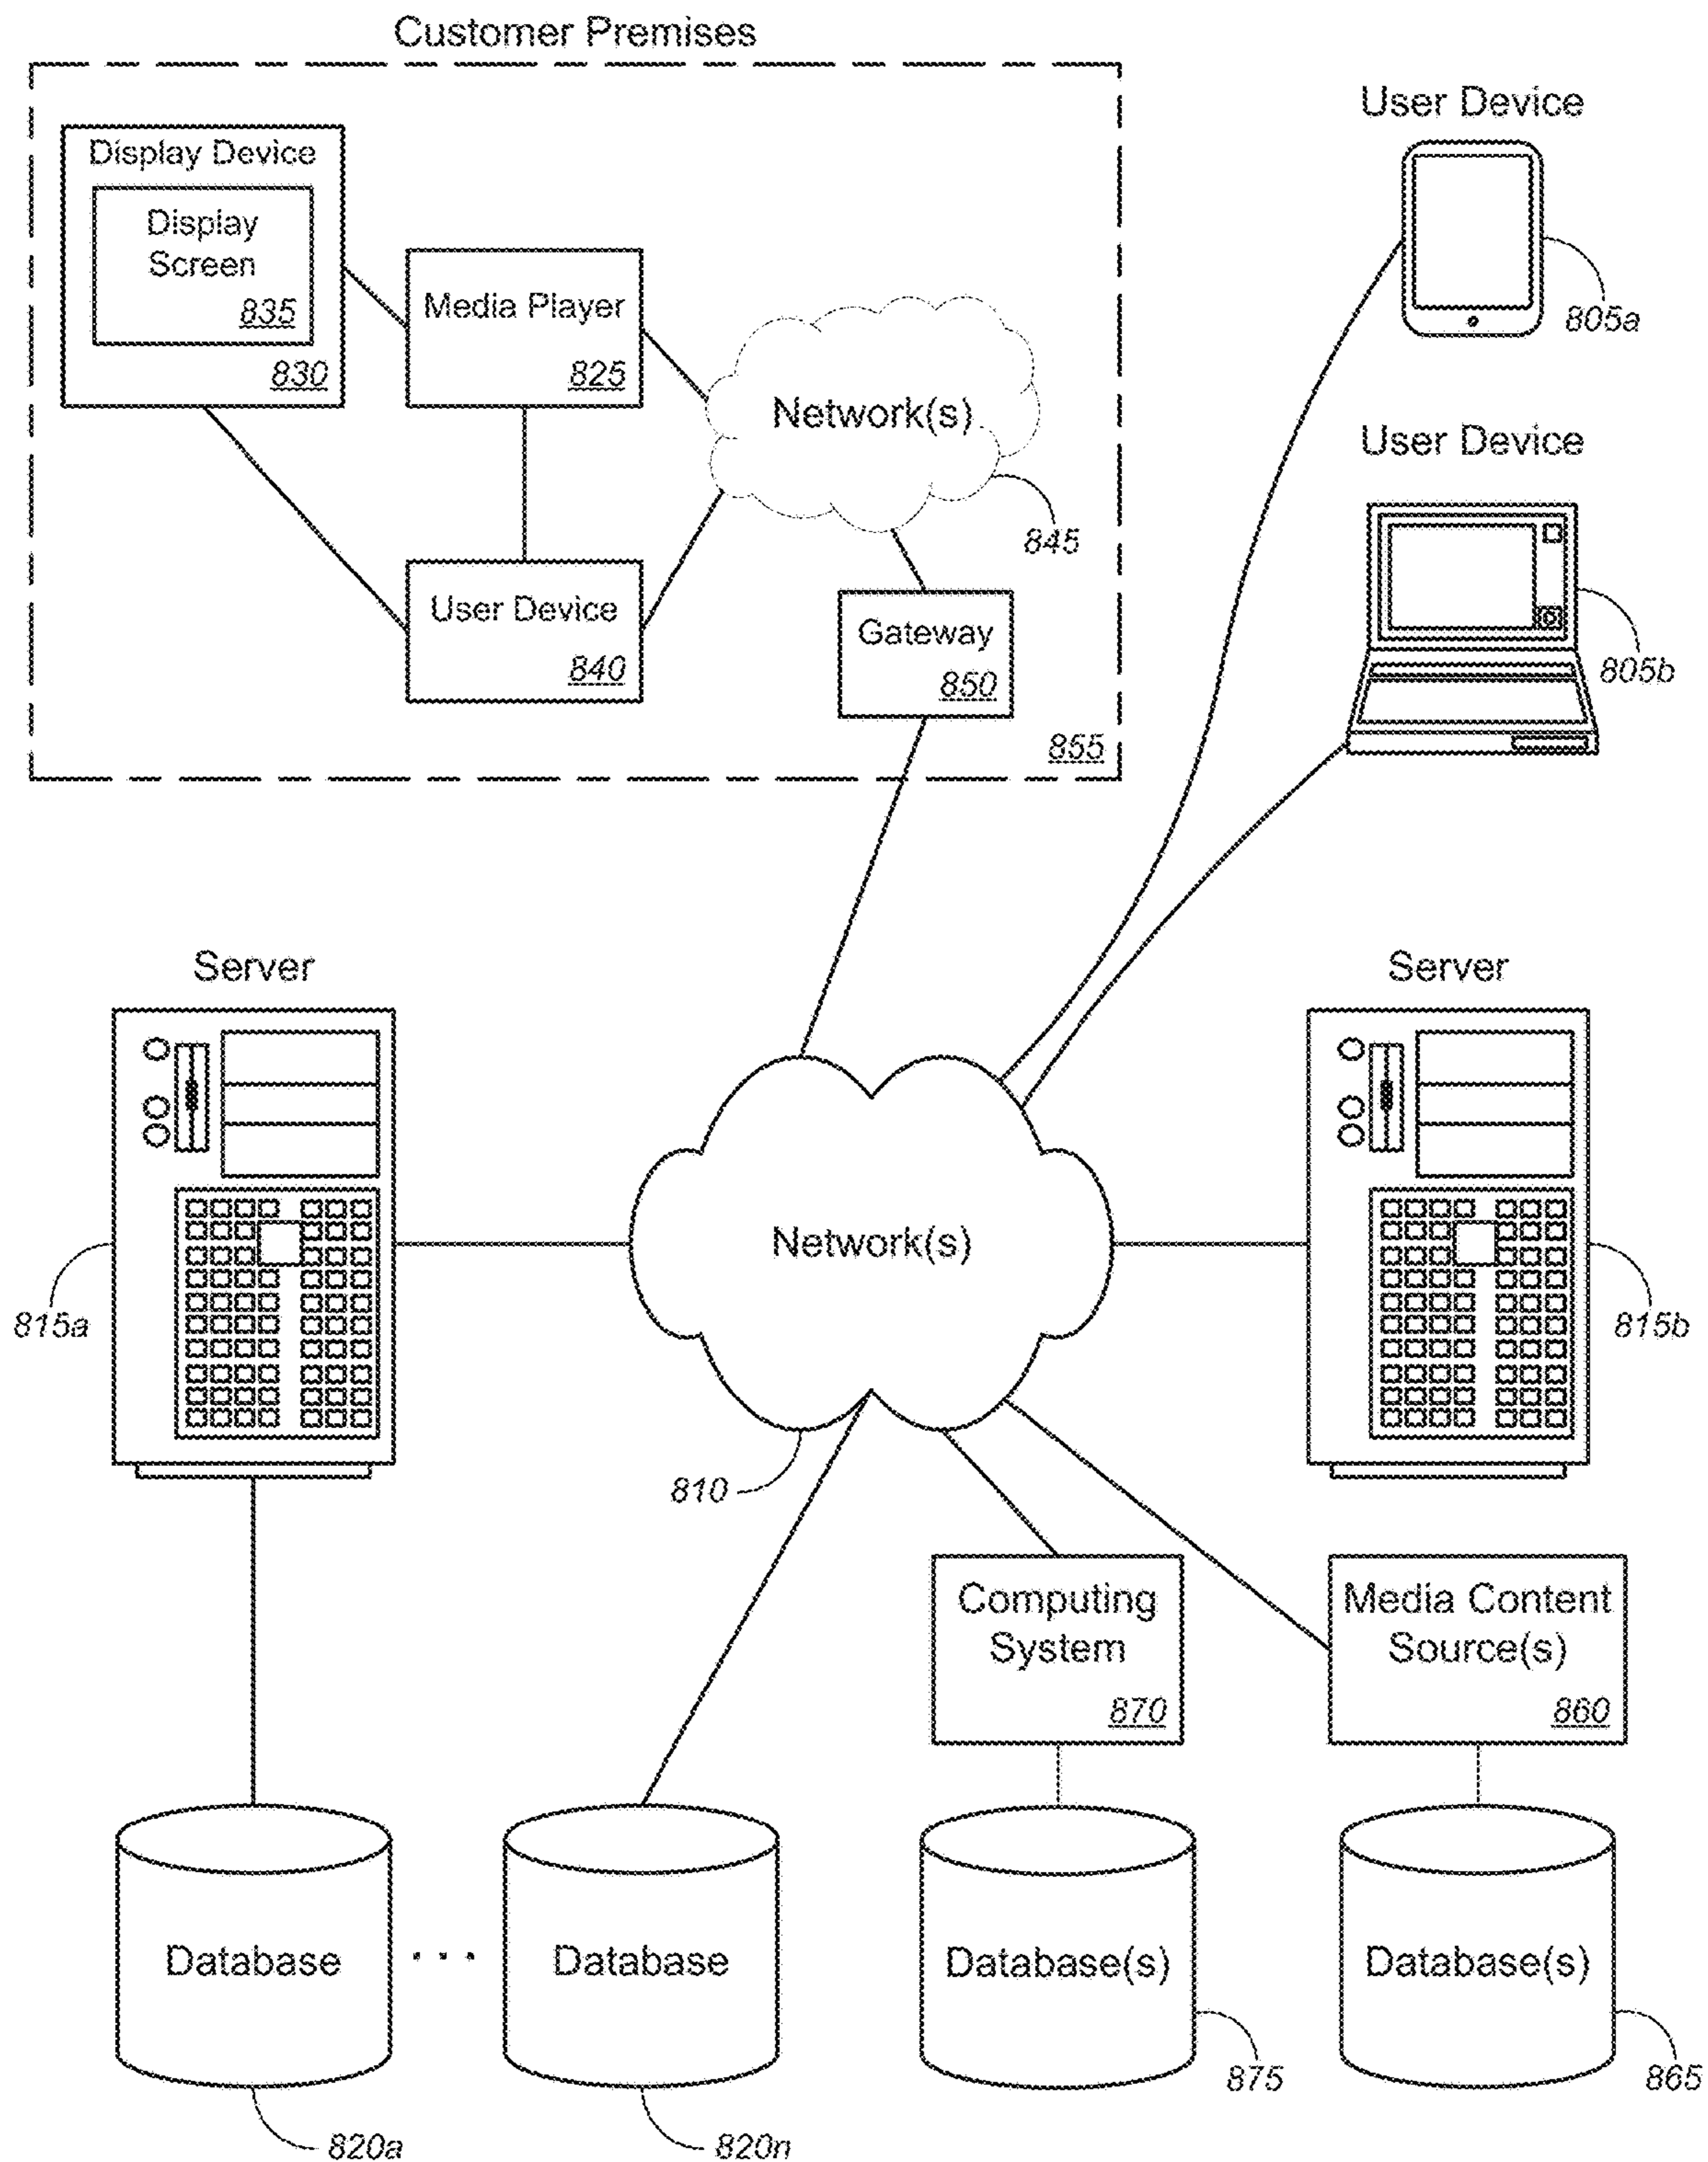 Customer Premises
User Device
805a
Display Device
Display
Screen
835
830
Media Player
825
Network(s)
845
User Device
840
Gateway
850
855
User Device
805b
Server
815a
Server
815b
Network(s)
810
Computing
System
870
Media Content
Source(s)
860
Database
820a
. . .
Database
820n
Database(s)
875
Database(s)
865